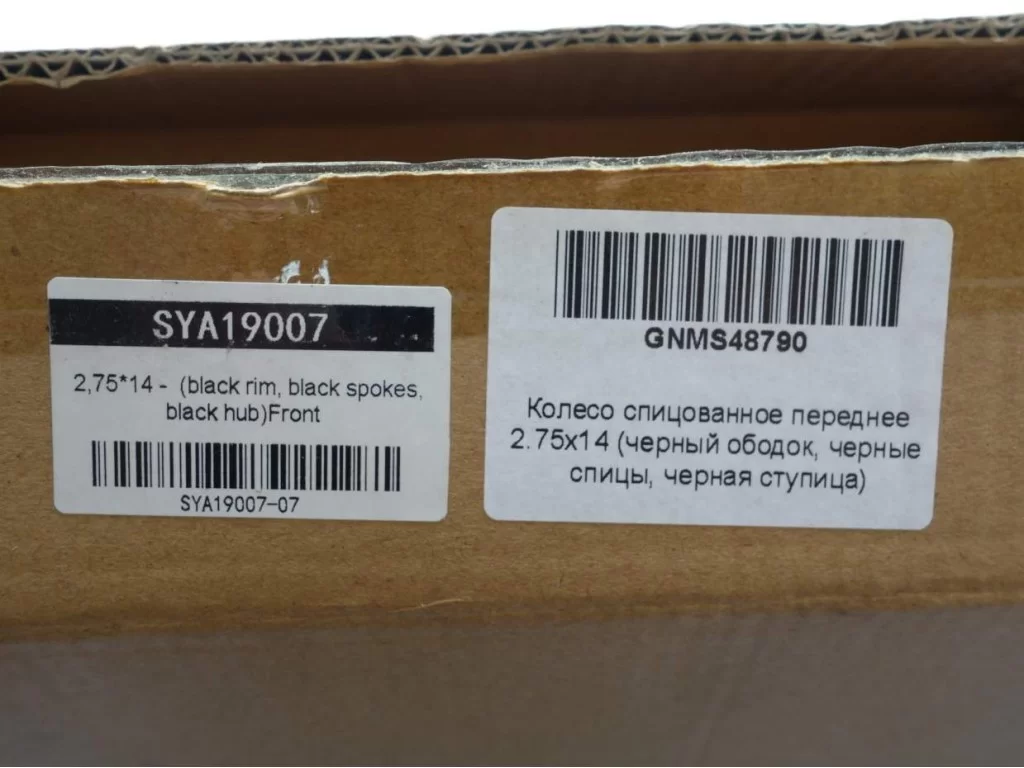 SYA19007
2,75*14 - (black rim, black spokes,
black hub)Front
SYA19007-07
GNMS48790
Колесо спицованное переднее
2.75x14 (черный ободок, черные
спицы, черная ступица)